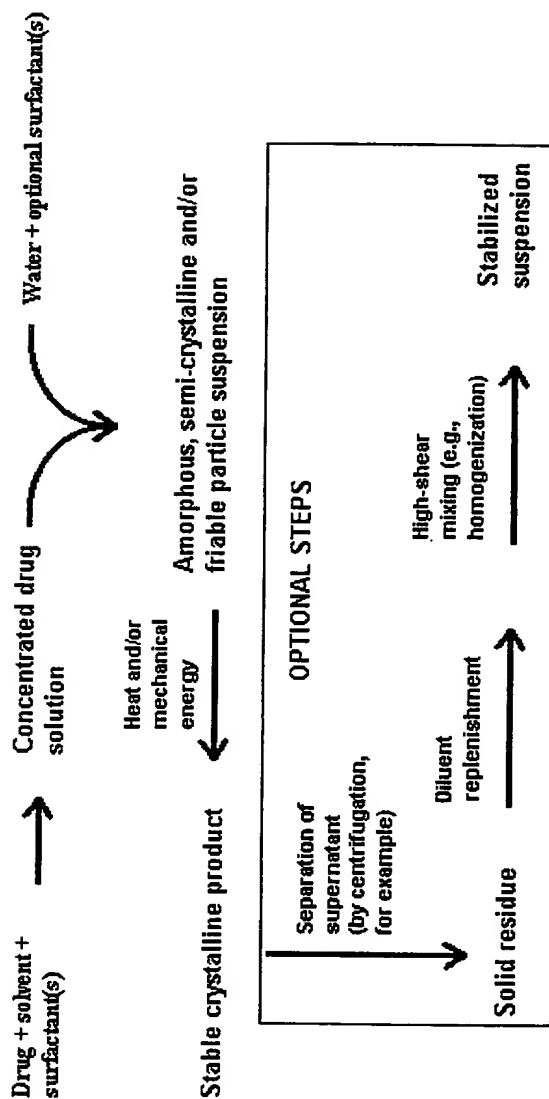 Drug + solvent +
surfactant(s)
Concentrated drug
solution
Water + optional surfactant(s)
Amorphous, semi-crystalline and/or
friable particle suspension
Heat and/or
mechanical
energy
Stable crystalline product
OPTIONAL STEPS
Separation of
supernatant
(by centrifugation,
for example)
Solid residue
Diluent
replenishment
High-shear
mixing (e.g.,
homogenization)
Stabilized
suspension